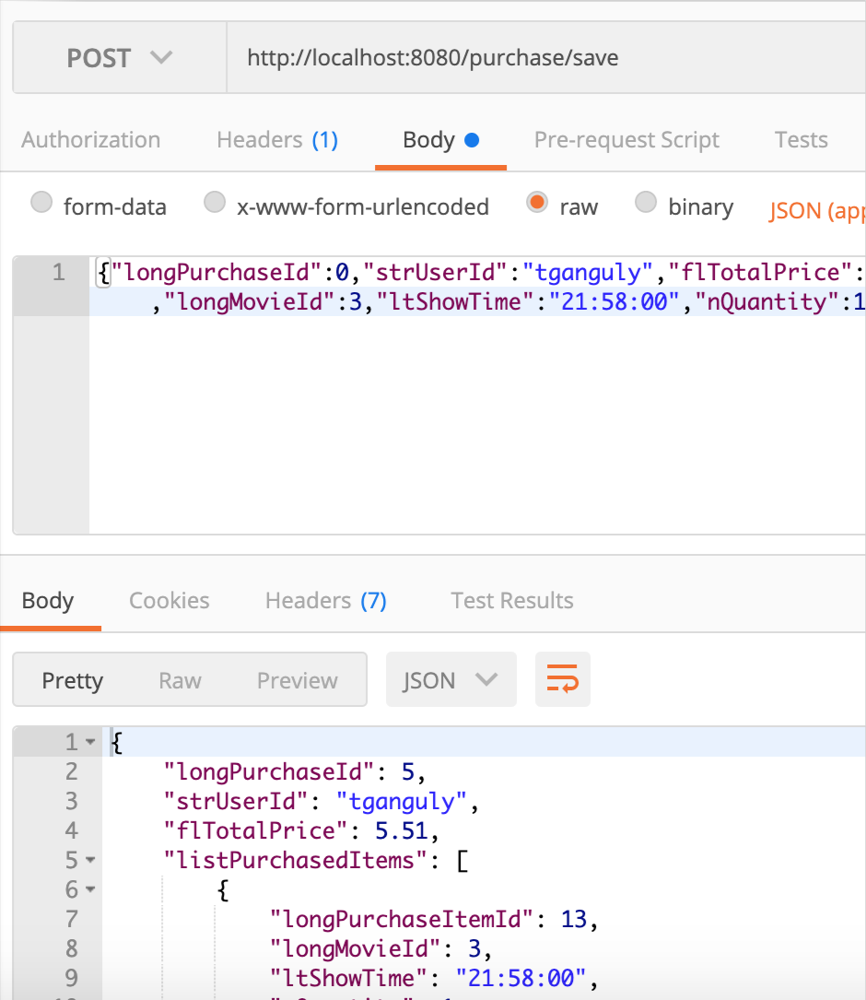 POST http://localhost:8080/purchase/save
Authorization Headers (1) Body Pre-request Script Tests
form-data x-www-form-urlencoded raw binary JSON (app
1 {"longPurchaseId":0,"strUserId":"tganguly","flTotalPrice":
,"longMovieId":3,"ltShowTime":"21:58:00","nQuantity":1
Body Cookies Headers (7) Test Results
Pretty Raw Preview JSON
1 {
2 "longPurchaseId": 5,
3 "strUserId": "tganguly",
4 "flTotalPrice": 5.51,
5 "listPurchasedItems": [
6 {
7 "longPurchaseItemId": 13,
8 "longMovieId": 3,
9 "ltShowTime": "21:58:00",